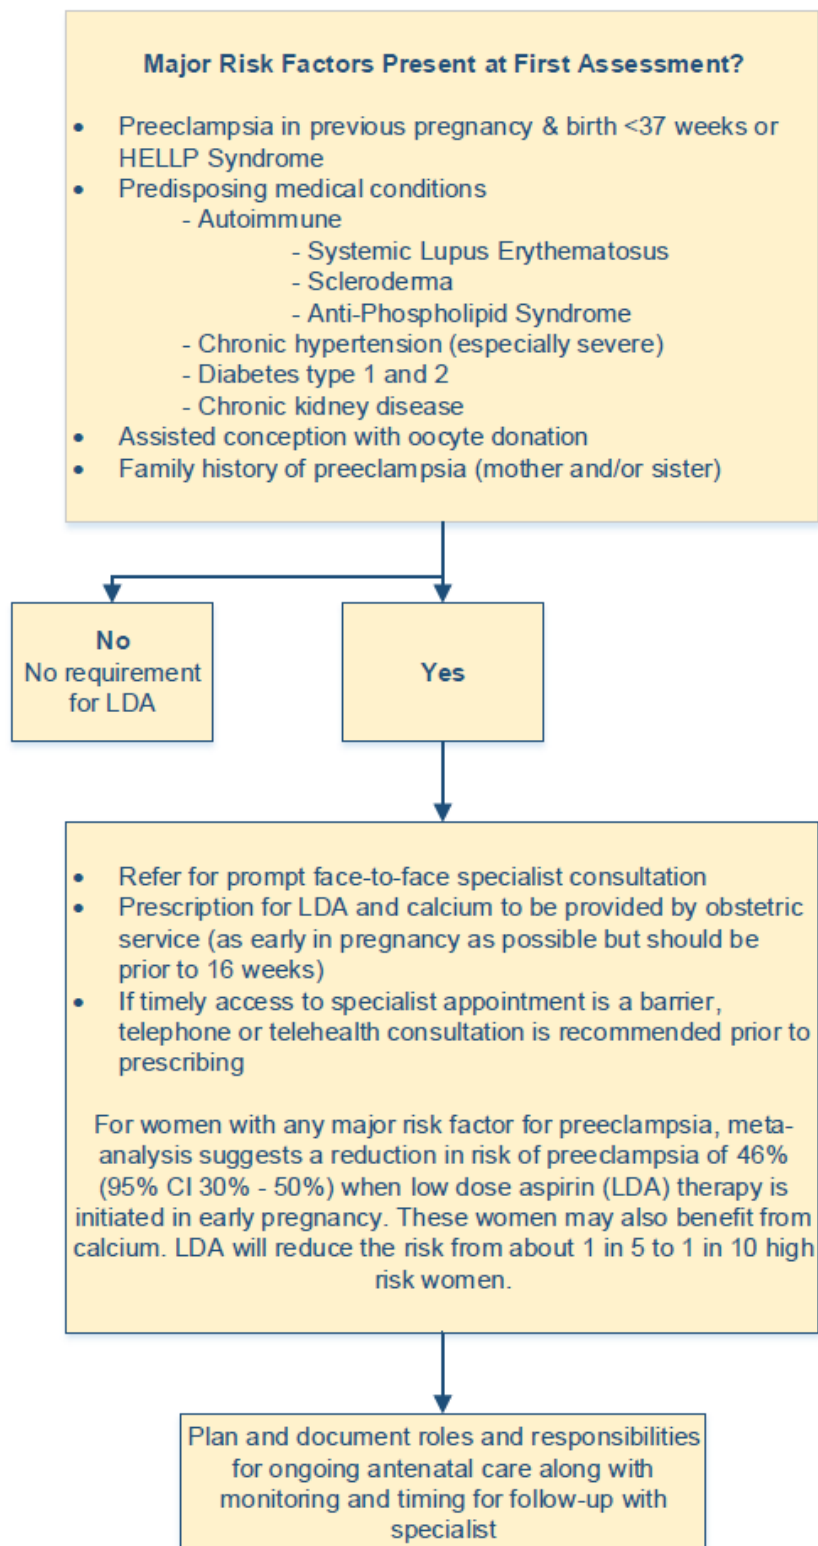 Major Risk Factors Present at First Assessment?
• Preeclampsia in previous pregnancy & birth <37 weeks or
HELLP Syndrome
• Predisposing medical conditions
- Autoimmune
- Systemic Lupus Erythematosus
- Scleroderma
- Anti-Phospholipid Syndrome
- Chronic hypertension (especially severe)
- Diabetes type 1 and 2
- Chronic kidney disease
• Assisted conception with oocyte donation
• Family history of preeclampsia (mother and/or sister)
No
No requirement
for LDA
Yes
• Refer for prompt face-to-face specialist consultation
• Prescription for LDA and calcium to be provided by obstetric
service (as early in pregnancy as possible but should be
prior to 16 weeks)
• If timely access to specialist appointment is a barrier,
telephone or telehealth consultation is recommended prior to
prescribing
For women with any major risk factor for preeclampsia, meta-
analysis suggests a reduction in risk of preeclampsia of 46%
(95% CI 30% - 50%) when low dose aspirin (LDA) therapy is
initiated in early pregnancy. These women may also benefit from
calcium. LDA will reduce the risk from about 1 in 5 to 1 in 10 high
risk women.
Plan and document roles and responsibilities
for ongoing antenatal care along with
monitoring and timing for follow-up with
specialist